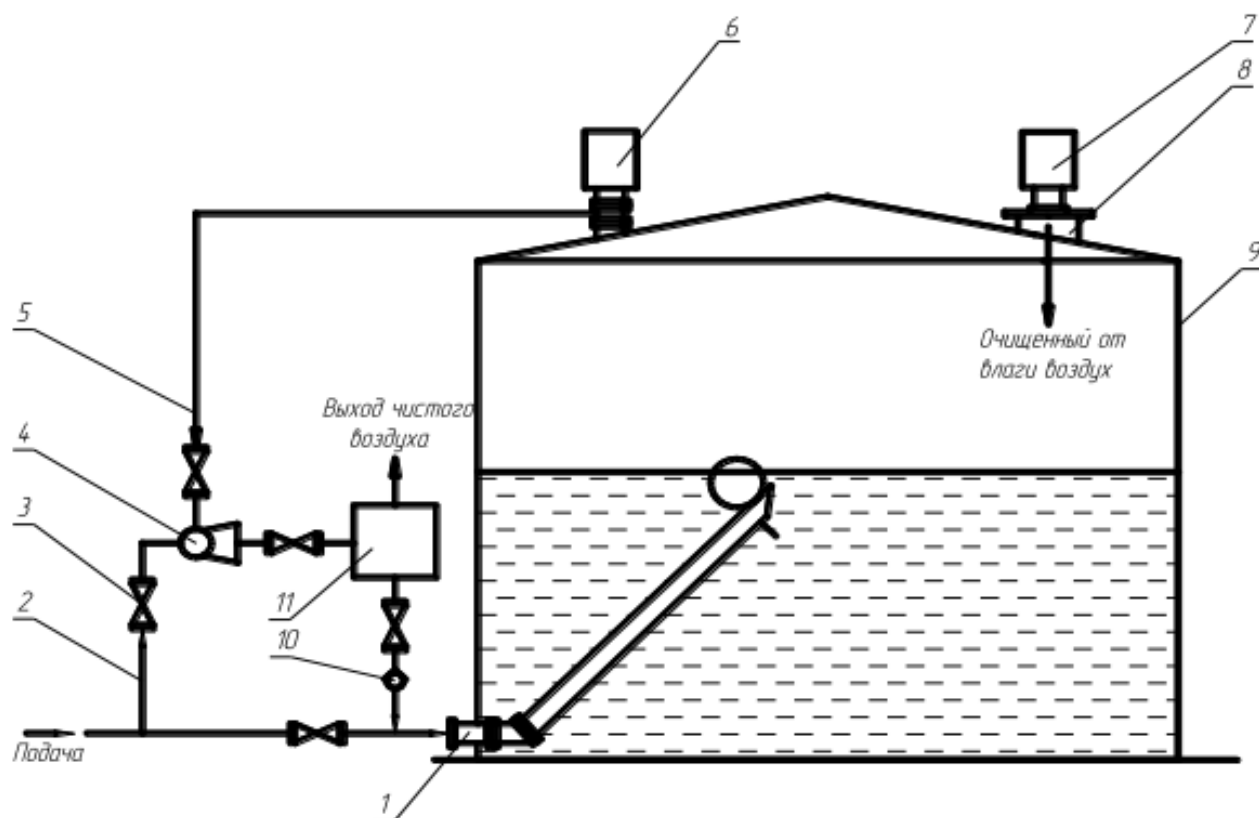 6
7
8
9
5
Очищенный от
влаги воздух
Выход чистого
воздуха
4
3
2
11
10
Подача
1